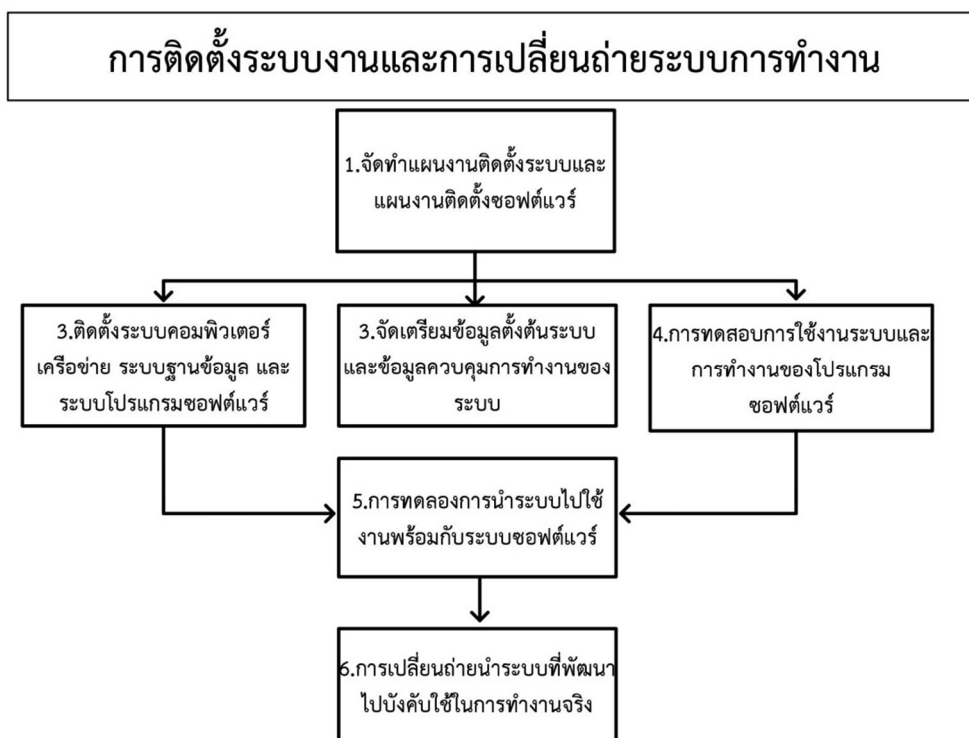 การติดตั้งระบบงานและการเปลี่ยนถ่ายระบบการทำงาน
1.จัดทำแผนงานติดตั้งระบบและ
แผนงานติดตั้งซอฟต์แวร์
3.ติดตั้งระบบคอมพิวเตอร์
เครือข่าย ระบบฐานข้อมูล และ
ระบบโปรแกรมซอฟต์แวร์
3.จัดเตรียมข้อมูลตั้งต้นระบบ
และข้อมูลควบคุมการทำงานของ
ระบบ
4.การทดสอบการใช้งานระบบและ
การทำงานของโปรแกรม
ซอฟต์แวร์
5.การทดลองการนำระบบไปใช้
งานพร้อมกับระบบซอฟต์แวร์
6.การเปลี่ยนถ่ายนำระบบที่พัฒนา
ไปบังคับใช้ในการทำงานจริง